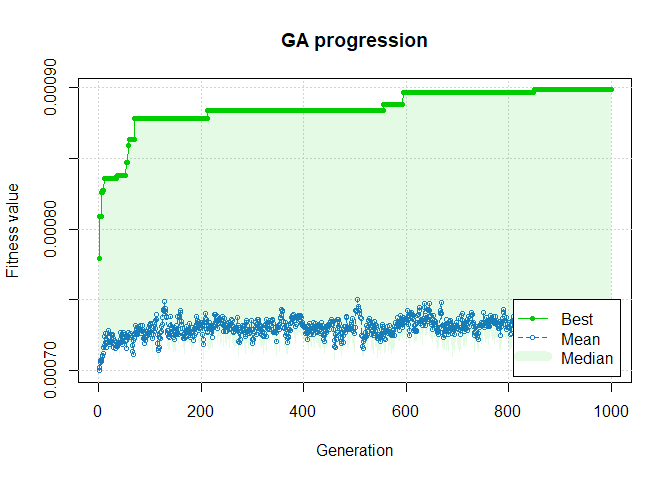 GA progression
Fitness value
0.00090
0.00080
0.00070
Best
Mean
Median
0 200 400 600 800 1000
Generation